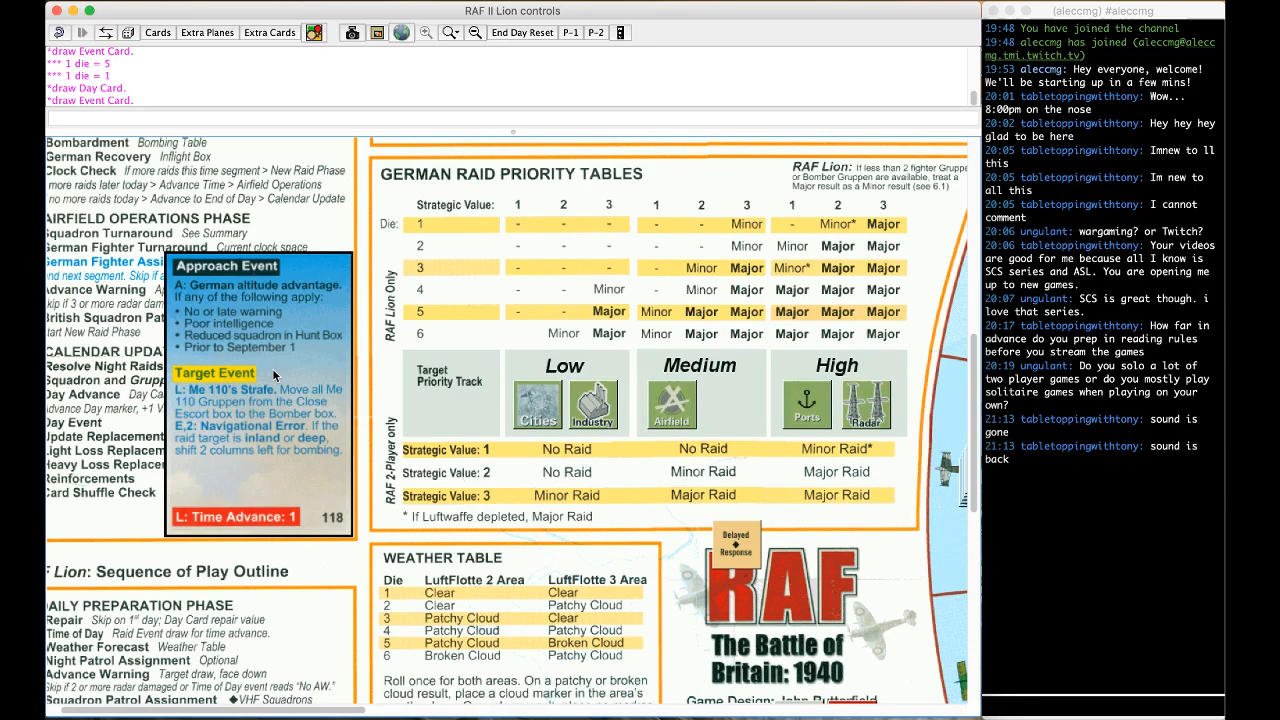 RAF II Lion controls
(aleccmg) #aleccmg
Cards
Extra Planes
Extra Cards
End Day Reset
P-1
P-2
*draw Event Card.
*** 1 die = 5
*** 1 die = 1
*draw Day Card.
*draw Event Card.
Bombardment Bombing Table
German Recovery Inflight Box
Clock Check If more raids this time segment > New Raid Phase
more raids later today > Advance Time > Airfield Operations
no more raids today > Advance to End of Day > Calendar Update
AIRFIELD OPERATIONS PHASE
Squadron Turnaround See Summary
German Fighter Turnaround Current clock space
German Fighter Assi
and next segment. Skip if
Advance Warning
skip if 3 or more radar dam
British Squadron Pat
start New Raid Phase
CALENDAR UPDA
Resolve Night Raids
Squadron and Grupp
Day Advance Day Ca
Advance Day marker, +1 V
Day Event
Update Replacement
Light Loss Replacem
Heavy Loss Replacem
Reinforcements
Card Shuffle Check
Approach Event
A: German altitude advantage.
If any of the following apply:
• No or late warning
• Poor intelligence
• Reduced squadron in Hunt Box
• Prior to September 1
Target Event
L: Me 110's Strafe. Move all Me
110 Gruppen from the Close
Escort box to the Bomber box.
E,2: Navigational Error. If the
raid target is inland or deep,
shift 2 columns left for bombing.
L: Time Advance: 1 118
F Lion: Sequence of Play Outline
DAILY PREPARATION PHASE
Repair Skip on 1st day; Day Card repair value
Time of Day Raid Event draw for time advance.
Weather Forecast Weather Table
Night Patrol Assignment Optional
Advance Warning Target draw, face down
Skip if 2 or more radar damaged or Time of Day event reads "No AW."
Squadron Patrol Assignment ◆VHF Squadrons
GERMAN RAID PRIORITY TABLES
RAF Lion: If less than 2 fighter Gruppe
or Bomber Gruppen are available, treat a
Major result as a Minor result (see 6.1)
Strategic Value: 1 2 3 1 2 3 1 2 3
Die: 1 - - - - - Minor - Minor* Major
2 - - - - - Minor Minor Major Major
3 - - - - Minor Major Minor* Major Major
4 - - Minor - Minor Major Major Major Major
5 - - Major Minor Major Major Major Major Major
6 - Minor Major Minor Major Major Major Major Major
RAF Lion Only
Target
Priority Track
Low
Medium
High
Cities
Industry
Airfield
Ports
Radar
RAF 2-Player only
Strategic Value: 1 No Raid No Raid Minor Raid*
Strategic Value: 2 No Raid Minor Raid Major Raid
Strategic Value: 3 Minor Raid Major Raid Major Raid
* If Luftwaffe depleted, Major Raid
WEATHER TABLE
Die LuftFlotte 2 Area LuftFlotte 3 Area
1 Clear Clear
2 Clear Patchy Cloud
3 Patchy Cloud Clear
4 Patchy Cloud Patchy Cloud
5 Patchy Cloud Broken Cloud
6 Broken Cloud Patchy Cloud
Roll once for both areas. On a patchy or broken
cloud result, place a cloud marker in the area's
Delayed
◆
Response
RAF
The Battle of
Britain: 1940
Game Design: John Butterfield
19:48 You have joined the channel
19:48 aleccmg has joined (aleccmg@alecc
mg.tmi.twitch.tv)
19:53 aleccmg: Hey everyone, welcome!
We'll be starting up in a few mins!
20:01 tabletoppingwithtony: Wow...
8:00pm on the nose
20:02 tabletoppingwithtony: Hey hey hey
glad to be here
20:05 tabletoppingwithtony: Imnew to ll
this
20:05 tabletoppingwithtony: Im new to
all this
20:05 tabletoppingwithtony: I cannot
comment
20:06 ungulant: wargaming? or Twitch?
20:06 tabletoppingwithtony: Your videos
are good for me because all I know is
SCS series and ASL. You are opening me
up to new games.
20:07 ungulant: SCS is great though. i
love that series.
20:17 tabletoppingwithtony: How far in
advance do you prep in reading rules
before you stream the games
20:19 ungulant: Do you solo a lot of
two player games or do you mostly play
solitaire games when playing on your
own?
21:13 tabletoppingwithtony: sound is
gone
21:13 tabletoppingwithtony: sound is
back